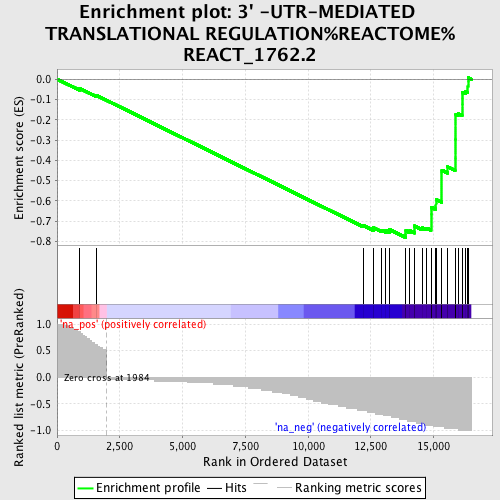 Enrichment plot: 3' -UTR-MEDIATED
TRANSLATIONAL REGULATION%REACTOME%
REACT_1762.2
Enrichment score (ES)
0.0
-0.1
-0.2
-0.3
-0.4
-0.5
-0.6
-0.7
-0.8
'na_pos' (positively correlated)
Ranked list metric (PreRanked)
1.0
0.5
0.0
-0.5
-1.0
Zero cross at 1984
'na_neg' (negatively correlated)
0 2,500 5,000 7,500 10,000 12,500 15,000
Rank in Ordered Dataset
Enrichment profile Hits Ranking metric scores